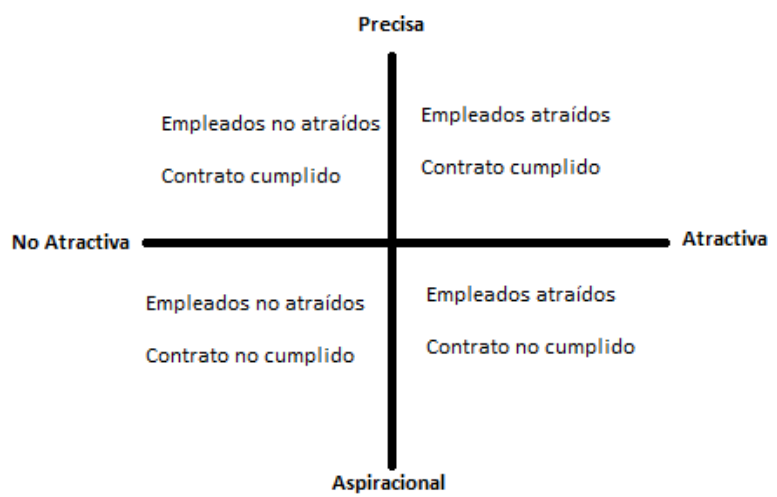 Precisa
Empleados no atraídos
Contrato cumplido
Empleados atraídos
Contrato cumplido
No Atractiva
Atractiva
Empleados no atraídos
Contrato no cumplido
Empleados atraídos
Contrato no cumplido
Aspiracional